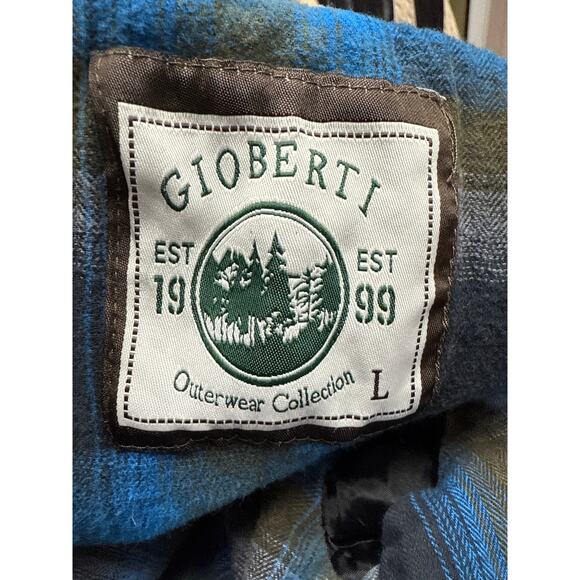 GIOBERTI
EST EST
19 99
Outerwear Collection L